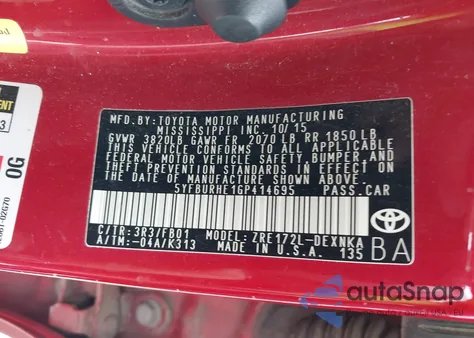 MFD.BY:TOYOTA MOTOR MANUFACTURING
MISSISSIPPI INC. 10/15
GVWR 3820LB GAWR FR 2070LB RR 1850LB
THIS VEHICLE CONFORMS TO ALL APPLICABLE
FEDERAL MOTOR VEHICLE SAFETY, BUMPER, AND
THEFT PREVENTION STANDARDS IN EFFECT ON
THE DATE OF MANUFACTURE SHOWN ABOVE.
5YFBURHE1GP414695 PASS.CAR
C/TR:3R3/FB01 MODEL:ZRE172L-DEXNKA
A/TM:-04A/K313 MADE IN U.S.A. 135
BA
0G
autoSnap